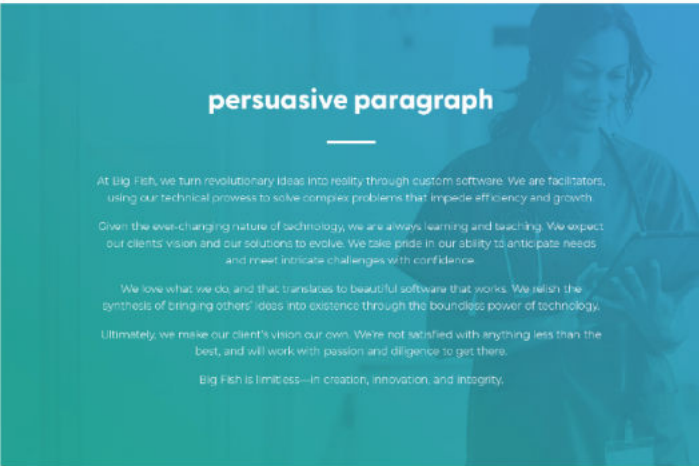 persuasive paragraph
At Big Fish, we turn revolutionary ideas into reality through custom software. We are facilitators,
using our technical prowess to solve complex problems that impede efficiency and growth.
Given the ever-changing nature of technology, we are always learning and teaching. We expect
our clients' vision and our solutions to evolve. We take pride in our ability to anticipate needs
and meet intricate challenges with confidence.
We love what we do, and that translates to beautiful software that works. We relish the
synthesis of bringing others' ideas into existence through the boundless power of technology.
Ultimately, we make our client's vision our own. We're not satisfied with anything less than the
best, and will work with passion and diligence to get there.
Big Fish is limitless—in creation, innovation, and integrity.